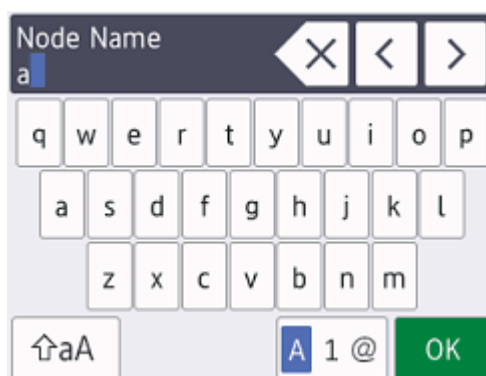 Node Name
a
q w e r t y u i o p
a s d f g h j k l
z x c v b n m
aA A 1 @ OK